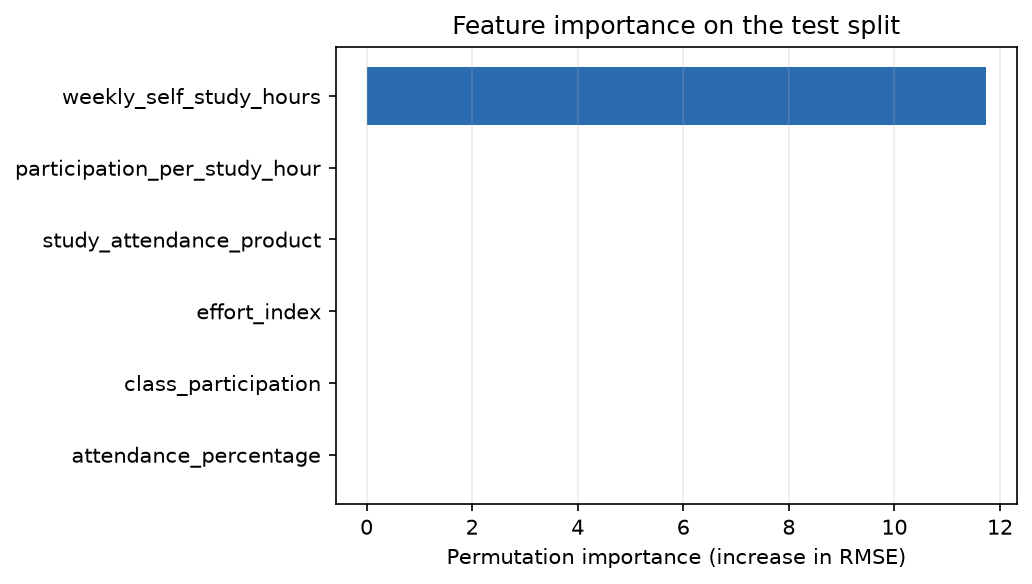 Feature importance on the test split
weekly_self_study_hours
participation_per_study_hour
study_attendance_product
effort_index
class_participation
attendance_percentage
0 2 4 6 8 10 12
Permutation importance (increase in RMSE)